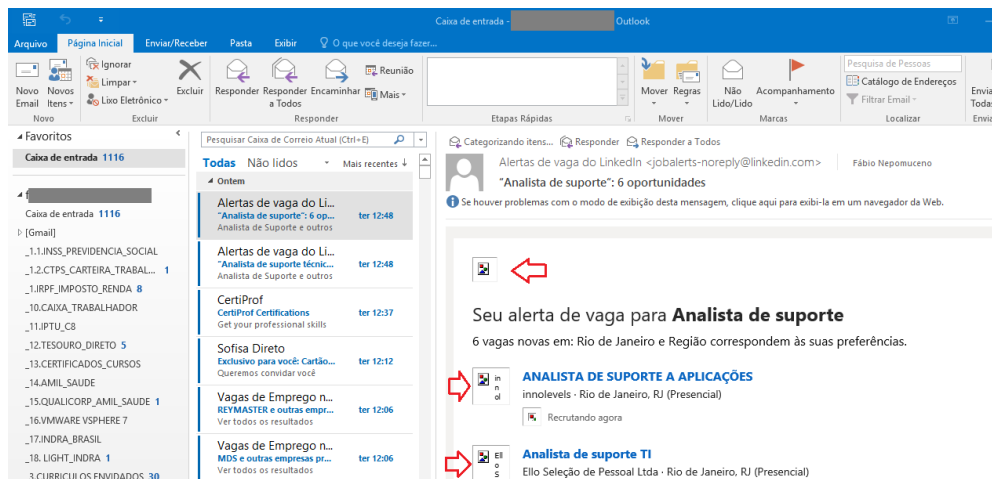 Caixa de entrada - Outlook
Arquivo Página Inicial Enviar/Receber Pasta Exibir O que você deseja fazer...
Novo Email
Novos Itens
Ignorar
Limpar
Lixo Eletrônico
Excluir
Responder
Responder a Todos
Encaminhar
Reunião
Mais
Mover
Regras
Não Lido/Lido
Acompanhamento
Pesquisa de Pessoas
Catálogo de Endereços
Filtrar Email
Envia
Todas
Novo Excluir Responder Etapas Rápidas Mover Marcas Localizar Envia
Favoritos
Caixa de entrada 1116
f
Caixa de entrada 1116
[Gmail]
_1.1.INSS_PREVIDENCIA_SOCIAL
_1.2.CTPS_CARTEIRA_TRABAL... 1
_1.IRPF_IMPOSTO_RENDA 8
_10.CAIXA_TRABALHADOR
_11.IPTU_C8
_12.TESOURO_DIRETO 5
_13.CERTIFICADOS_CURSOS
_14.AMIL_SAUDE
_15.QUALICORP_AMIL_SAUDE 1
_16.VMWARE VSPHERE 7
_17.INDRA_BRASIL
_18. LIGHT_INDRA 1
_3.CURRICULOS ENVIADOS 30
Pesquisar Caixa de Correio Atual (Ctrl+E)
Todas Não lidos Mais recentes ↓
Ontem
Alertas de vaga do Li...
"Analista de suporte": 6 op... ter 12:48
Analista de Suporte e outros
Alertas de vaga do Li...
"Analista de suporte técnic... ter 12:48
Analista de Suporte e outros
CertiProf
CertiProf Certifications ter 12:37
Get your professional skills
Sofisa Direto
Exclusivo para você: Cartão... ter 12:12
Queremos convidar você
Vagas de Emprego n...
REYMASTER e outras empr... ter 12:06
Ver todos os resultados
Vagas de Emprego n...
MDS e outras empresas pr... ter 12:06
Ver todos os resultados
Categorizando itens... Responder Responder a Todos
Alertas de vaga do LinkedIn <jobalerts-noreply@linkedin.com> Fábio Nepomuceno
"Analista de suporte": 6 oportunidades
Se houver problemas com o modo de exibição desta mensagem, clique aqui para exibi-la em um navegador da Web.
Seu alerta de vaga para Analista de suporte
6 vagas novas em: Rio de Janeiro e Região correspondem às suas preferências.
in
n
ol
ANALISTA DE SUPORTE A APLICAÇÕES
innolevels · Rio de Janeiro, RJ (Presencial)
Recrutando agora
Ell
o
S
Analista de suporte TI
Ello Seleção de Pessoal Ltda · Rio de Janeiro, RJ (Presencial)